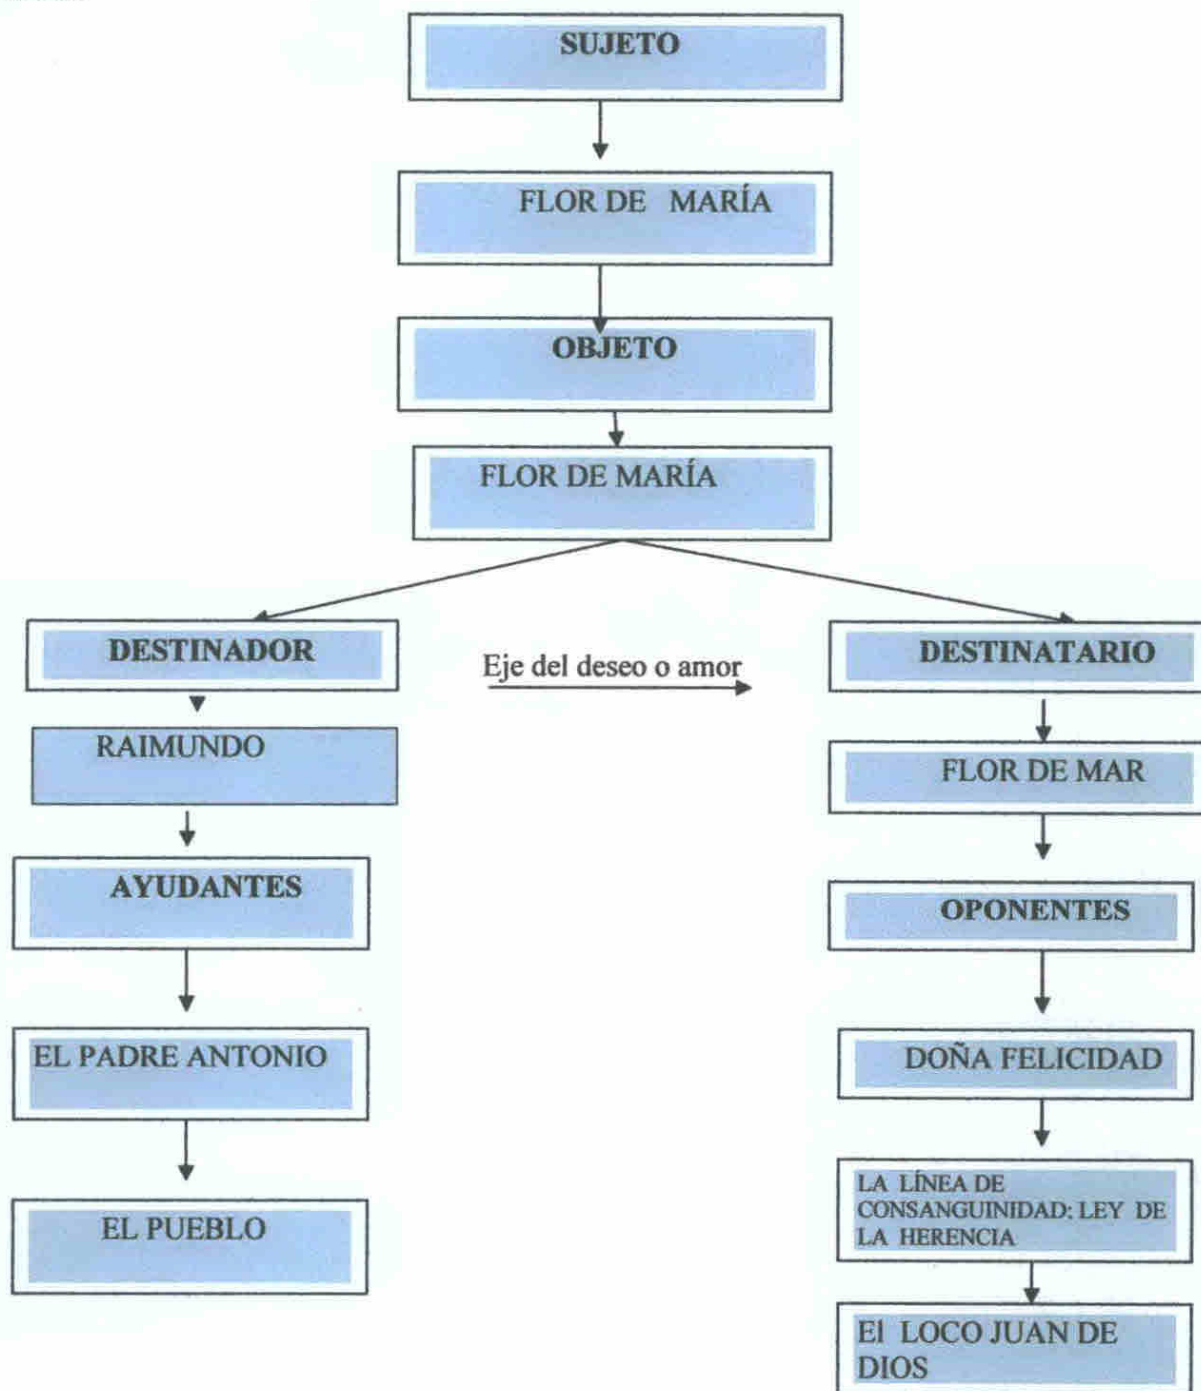 SUJETO
FLOR DE MARÍA
OBJETO
FLOR DE MARÍA
DESTINADOR
Eje del deseo o amor
DESTINATARIO
RAIMUNDO
FLOR DE MAR
AYUDANTES
OPONENTES
EL PADRE ANTONIO
DOÑA FELICIDAD
EL PUEBLO
LA LÍNEA DE
CONSANGUINIDAD: LEY DE
LA HERENCIA
El LOCO JUAN DE
DIOS